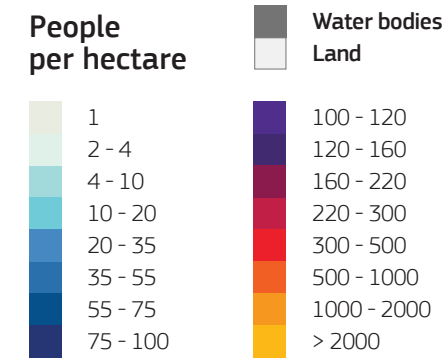 People
per hectare
Water bodies
Land
1
2 - 4
4 - 10
10 - 20
20 - 35
35 - 55
55 - 75
75 - 100
100 - 120
120 - 160
160 - 220
220 - 300
300 - 500
500 - 1000
1000 - 2000
> 2000